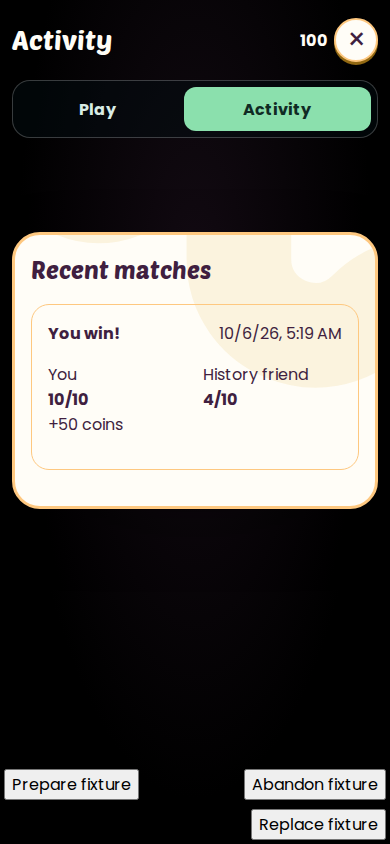 Activity
100
Play
Activity
Recent matches
You win!
10/6/26, 5:19 AM
You
History friend
10/10
4/10
+50 coins
Prepare fixture
Abandon fixture
Replace fixture